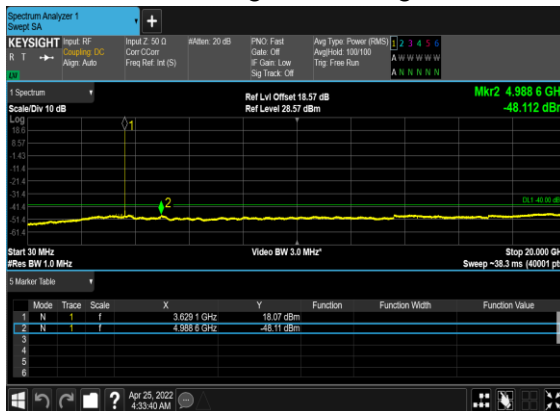 Spectrum Analyzer 1
Swept SA
KEYSIGHT Input: RF Input Z: 50 Ω #Atten: 20 dB PNO: Fast Avg Type: Power (RMS) 1 2 3 4 5 6
R T Coupling: DC Corr CCorr Gate: Off Avg|Hold: 100/100 A W W W W W
Align: Auto Freq Ref: Int (S) IF Gain: Low Trig: Free Run
Sig Track: Off A N N N N N
1 Spectrum Ref Lvl Offset 18.57 dB Mkr2 4.988 6 GH
Scale/Div 10 dB Ref Level 28.57 dBm -48.112 dBr
Log
18.6
8.57
-1.43
-11.4
-21.4
-31.4
-41.4
-51.4
1
2
DL1 -40.00 dB
Start 30 MHz Video BW 3.0 MHz* Stop 20.000 GH
#Res BW 1.0 MHz Sweep ~38.3 ms (40001 pt
5 Marker Table
Mode Trace Scale X Y Function Function Width Function Value
1 N 1 f 3.629 1 GHz 18.07 dBm
2 N 1 f 4.988 6 GHz -48.11 dBm
3
4
5
6
? Apr 25, 2022
4:33:40 AM